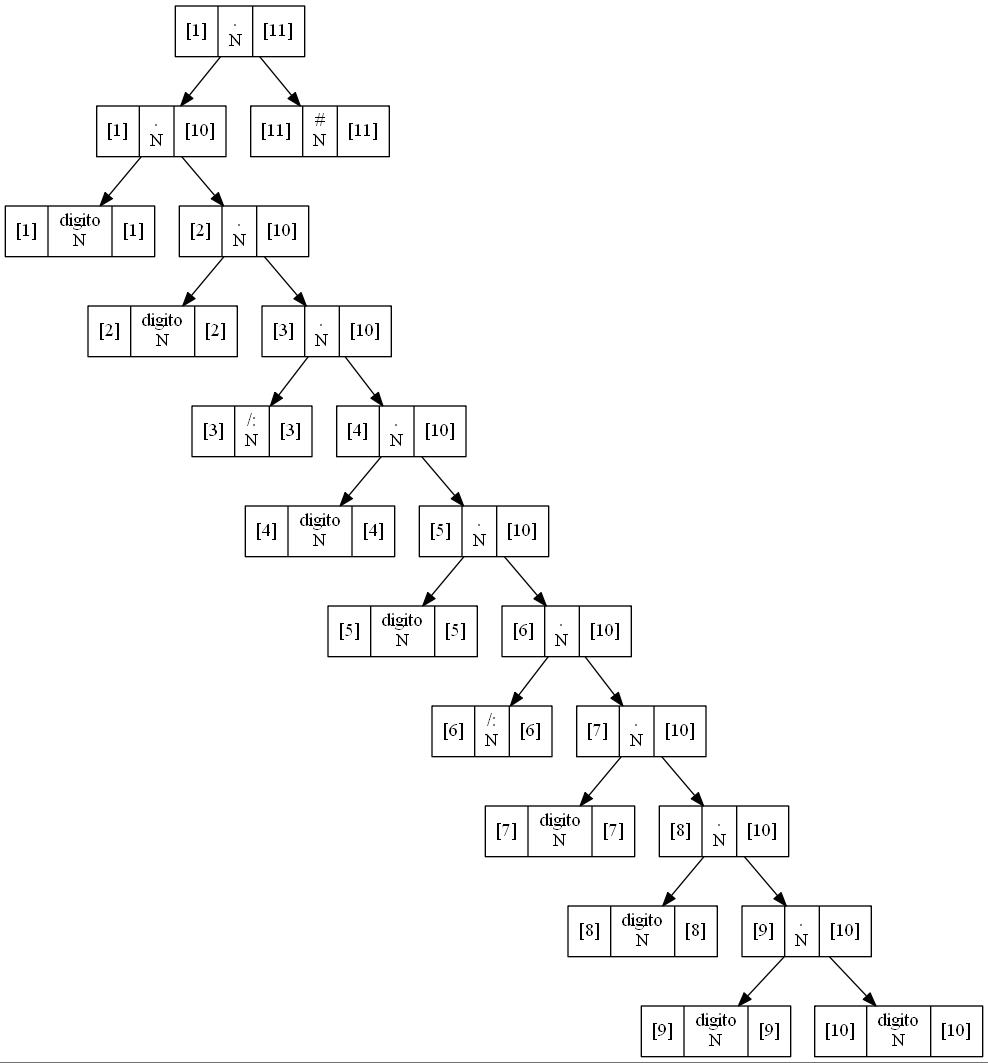 [1] . N [11]
[1] . N [10]
[11] # N [11]
[1] digito N [1]
[2] . N [10]
[2] digito N [2]
[3] . N [10]
[3] /: N [3]
[4] . N [10]
[4] digito N [4]
[5] . N [10]
[5] digito N [5]
[6] . N [10]
[6] /: N [6]
[7] . N [10]
[7] digito N [7]
[8] . N [10]
[8] digito N [8]
[9] . N [10]
[9] digito N [9]
[10] digito N [10]